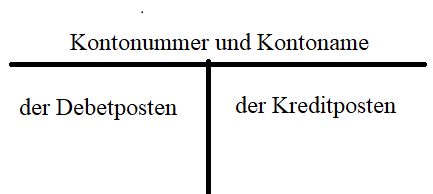 Kontonummer und Kontoname
der Debetposten
der Kreditposten